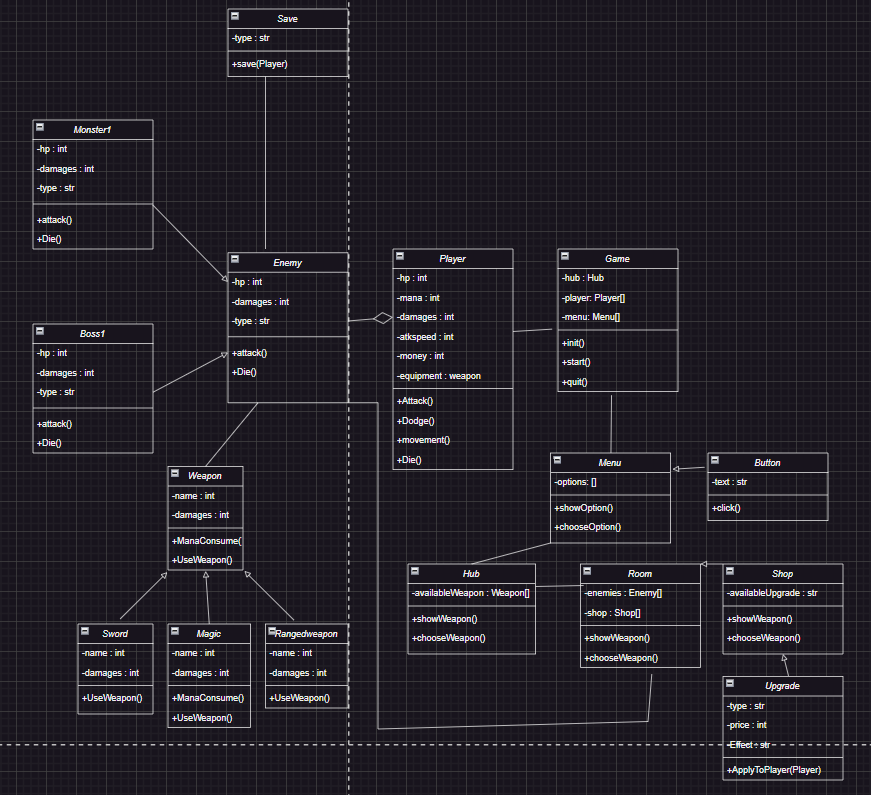 Save
-type : str
+save(Player)
Monster1
-hp : int
-damages : int
-type : str
+attack()
+Die()
Enemy
-hp : int
-damages : int
-type : str
+attack()
+Die()
Player
-hp : int
-mana : int
-damages : int
-atkspeed : int
-money : int
-equipment : weapon
+Attack()
+Dodge()
+movement()
+Die()
Game
-hub : Hub
-player: Player[]
-menu: Menu[]
+init()
+start()
+quit()
Boss1
-hp : int
-damages : int
-type : str
+attack()
+Die()
Weapon
-name : int
-damages : int
+ManaConsume(
+UseWeapon()
Menu
-options: []
+showOption()
+chooseOption()
Button
-text : str
+click()
Hub
-availableWeapon : Weapon[]
+showWeapon()
+chooseWeapon()
Room
-enemies : Enemy[]
-shop : Shop[]
+showWeapon()
+chooseWeapon()
Shop
-availableUpgrade : str
+showWeapon()
+chooseWeapon()
Sword
-name : int
-damages : int
+UseWeapon()
Magic
-name : int
-damages : int
+ManaConsume()
+UseWeapon()
Rangedweapon
-name : int
-damages : int
+UseWeapon()
Upgrade
-type : str
-price : int
-Effect : str
+ApplyToPlayer(Player)